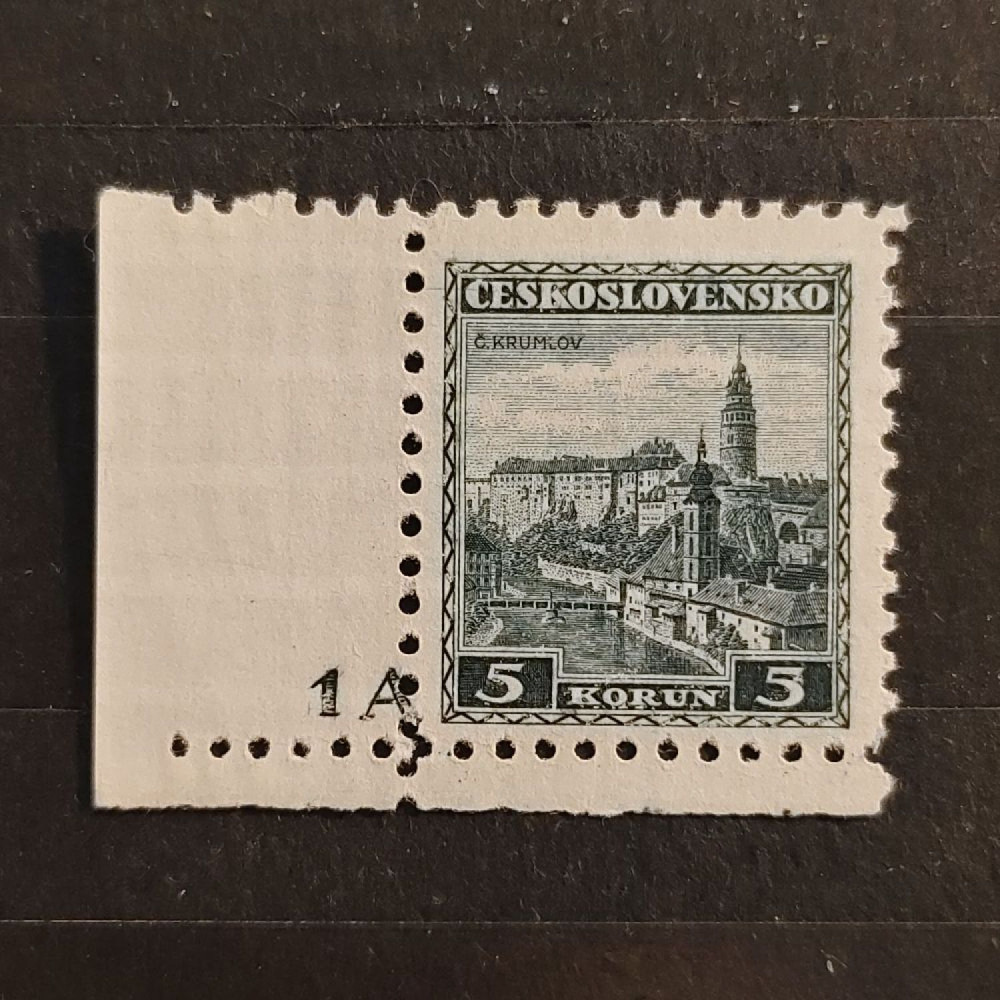 ČESKOSLOVENSKO
Č. KRUMLOV
1A
5 KORUN 5